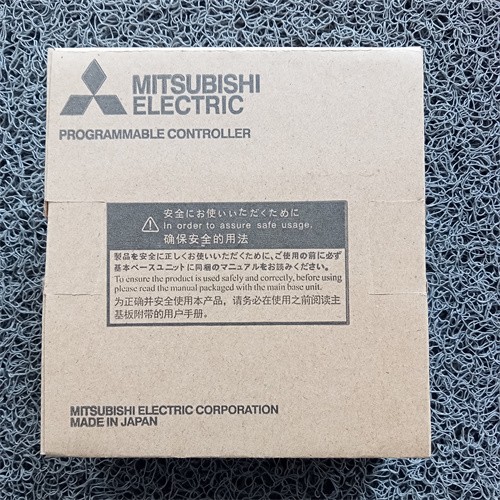 MITSUBISHI
ELECTRIC
PROGRAMMABLE CONTROLLER
安全にお使いいただくために
In order to assure safe usage.
确保安全的用法
製品を安全に正しくお使いいただくために、ご使用の前に必ず
基本ベースユニットに同梱のマニュアルをお読みください。
To ensure the product is used safely and correctly, before using
please read the manual packaged with the main base unit.
为正确并安全使用本产品，请务必在使用之前阅读主
基板附带的用户手册。
MITSUBISHI ELECTRIC CORPORATION
MADE IN JAPAN